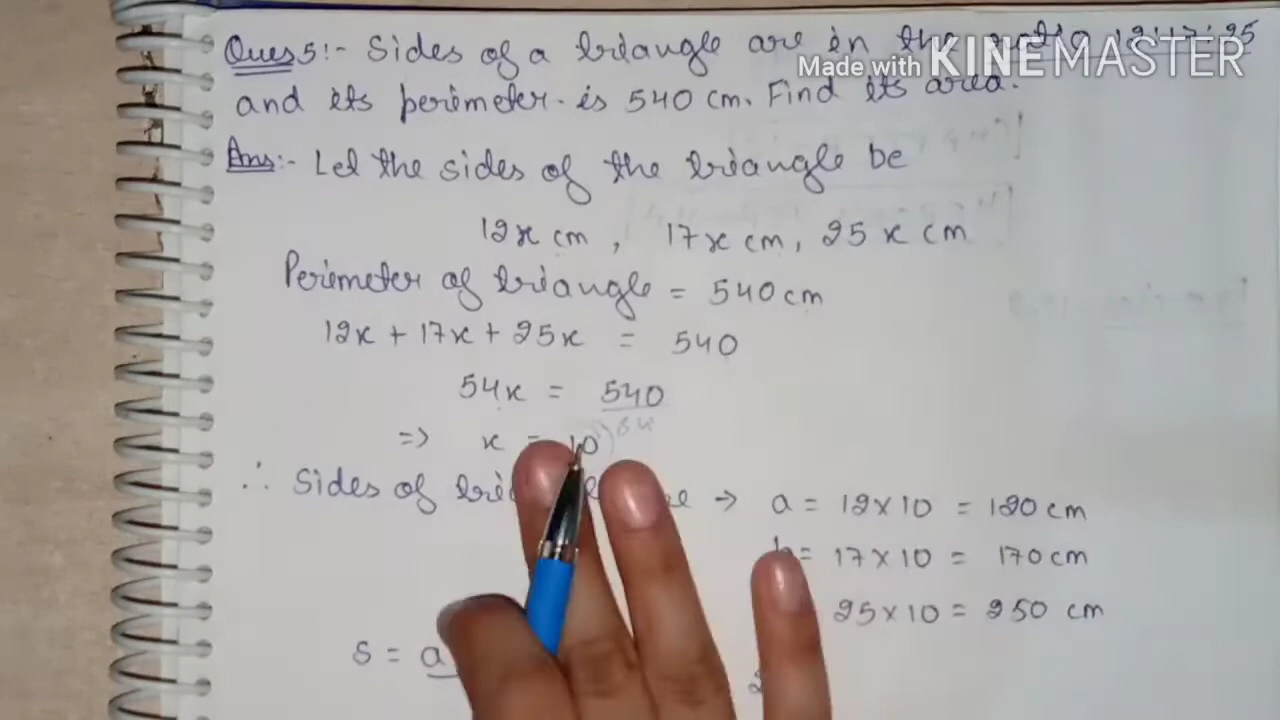 Ques 5:- Sides of a triangle are in the ratio 12:17:25
Made with KINEMASTER
and its perimeter is 540 cm. Find its area.
Ans:- Let the sides of the triangle be
12x cm, 17x cm, 25x cm
Perimeter of triangle = 540 cm
12x + 17x + 25x = 540
54x = 540
54
=> x = 10
∴ Sides of → a = 12 x 10 = 120 cm
b = 17 x 10 = 170 cm
25 x 10 = 250 cm
s = a